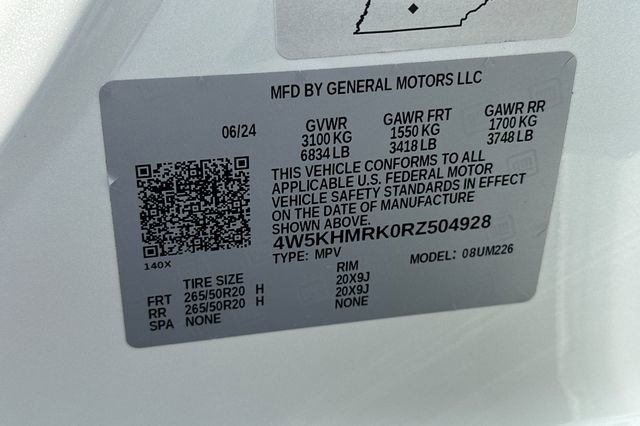 MFD BY GENERAL MOTORS LLC
06/24 GVWR GAWR FRT GAWR RR
3100 KG 1550 KG 1700 KG
6834 LB 3418 LB 3748 LB
THIS VEHICLE CONFORMS TO ALL
APPLICABLE U.S. FEDERAL MOTOR
VEHICLE SAFETY STANDARDS IN EFFECT
ON THE DATE OF MANUFACTURE
SHOWN ABOVE.
4W5KHMRK0RZ504928
TYPE: MPV MODEL: 08UM226
140X
TIRE SIZE RIM
FRT 265/50R20 H 20X9J
RR 265/50R20 H 20X9J
SPA NONE NONE